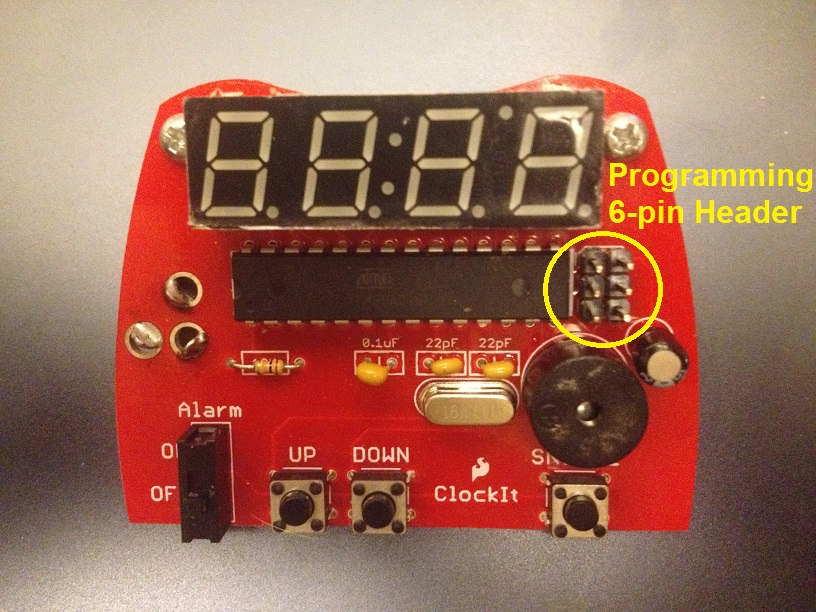 Programming
6-pin Header
0.1uF 22pF 22pF
Alarm
UP DOWN
ClockIt